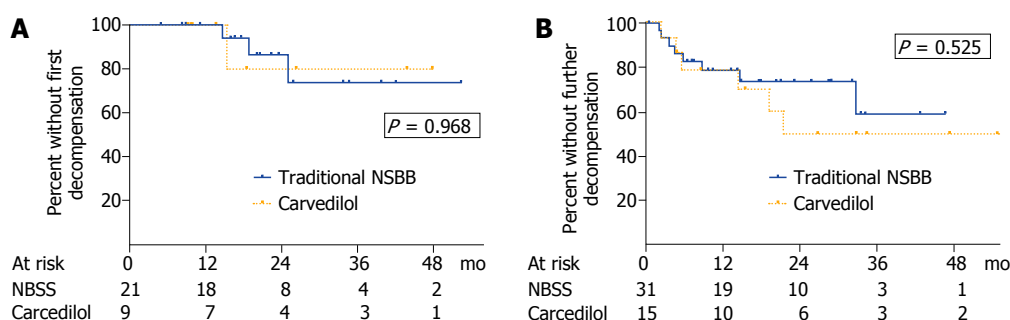 A
Percent without first
decompensation
100
80
60
40
20
P = 0.968
Traditional NSBB
Carvedilol
At risk 0 12 24 36 48 mo
NBSS 21 18 8 4 2
Carcedilol 9 7 4 3 1
B
Percent without further
decompensation
100
80
60
40
20
P = 0.525
Traditional NSBB
Carvedilol
At risk 0 12 24 36 48 mo
NBSS 31 19 10 3 1
Carcedilol 15 10 6 3 2